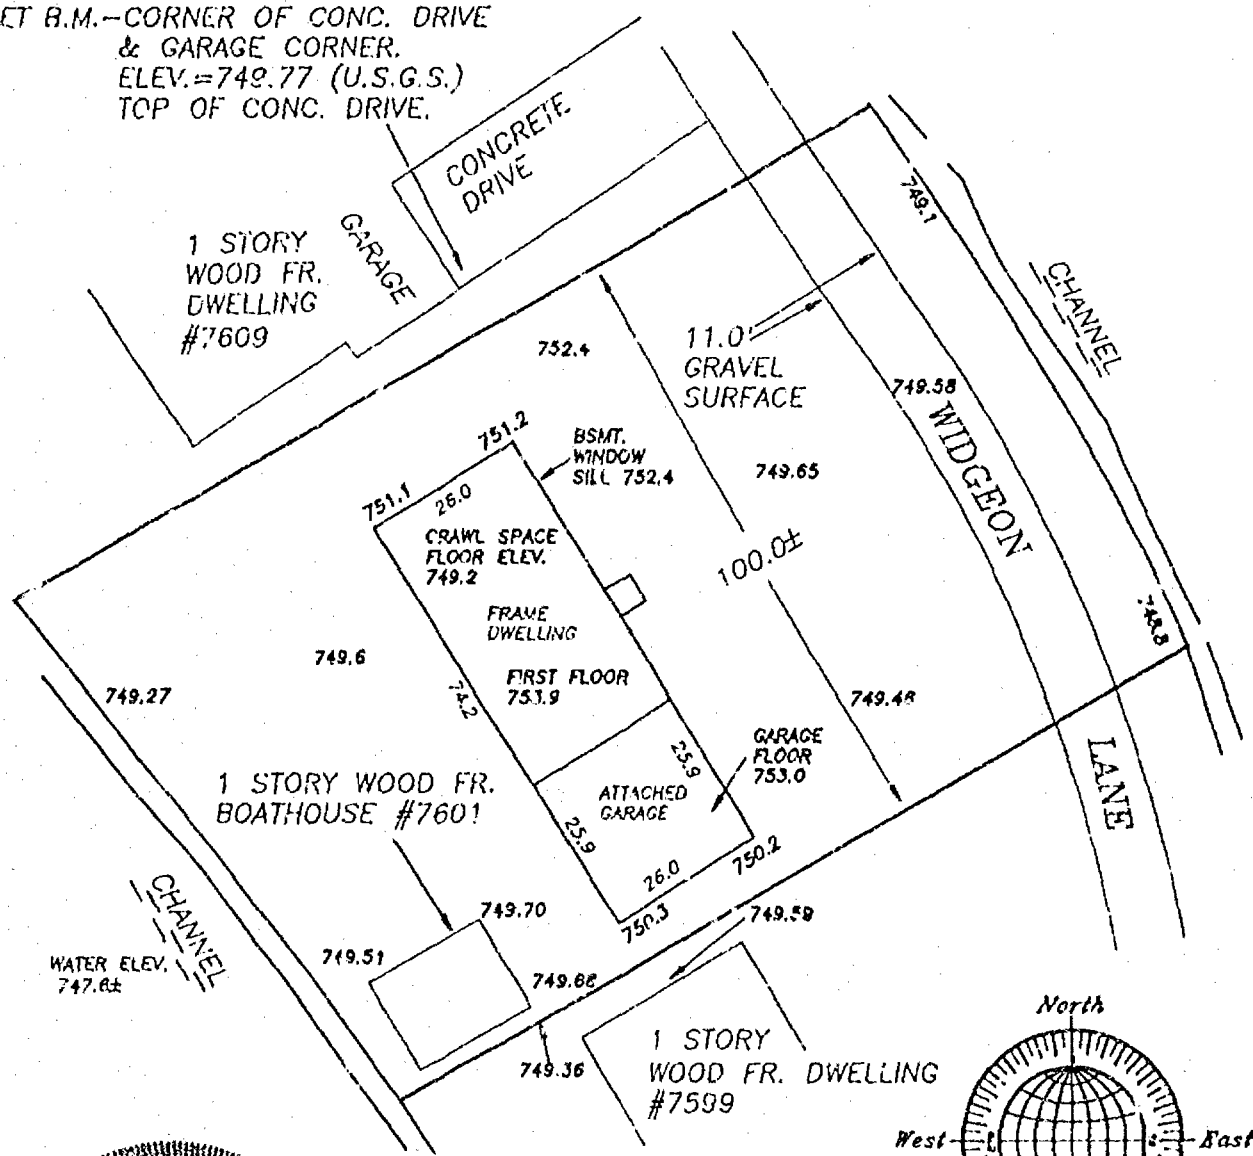 ET B.M.-CORNER OF CONC. DRIVE
& GARAGE CORNER.
ELEV.=749.77 (U.S.G.S.)
TOP OF CONC. DRIVE.
CONCRETE
DRIVE
GARAGE
1 STORY
WOOD FR.
DWELLING
#7609
749.1
CHANNEL
752.4
11.0
GRAVEL
SURFACE
749.58
WIDGEON
LANE
751.2
BSMT.
WINDOW
SILL 752.4
749.65
751.1
26.0
CRAWL SPACE
FLOOR ELEV.
749.2
100.0±
FRAME
DWELLING
FIRST FLOOR
753.9
748.8
749.6
749.27
74.2
749.48
GARAGE
FLOOR
753.0
25.9
ATTACHED
GARAGE
25.9
1 STORY WOOD FR.
BOATHOUSE #7601
26.0
750.2
750.3
749.59
CHANNEL
749.70
749.51
749.68
WATER ELEV.
747.6±
749.36
1 STORY
WOOD FR. DWELLING
#7599
North
West
East